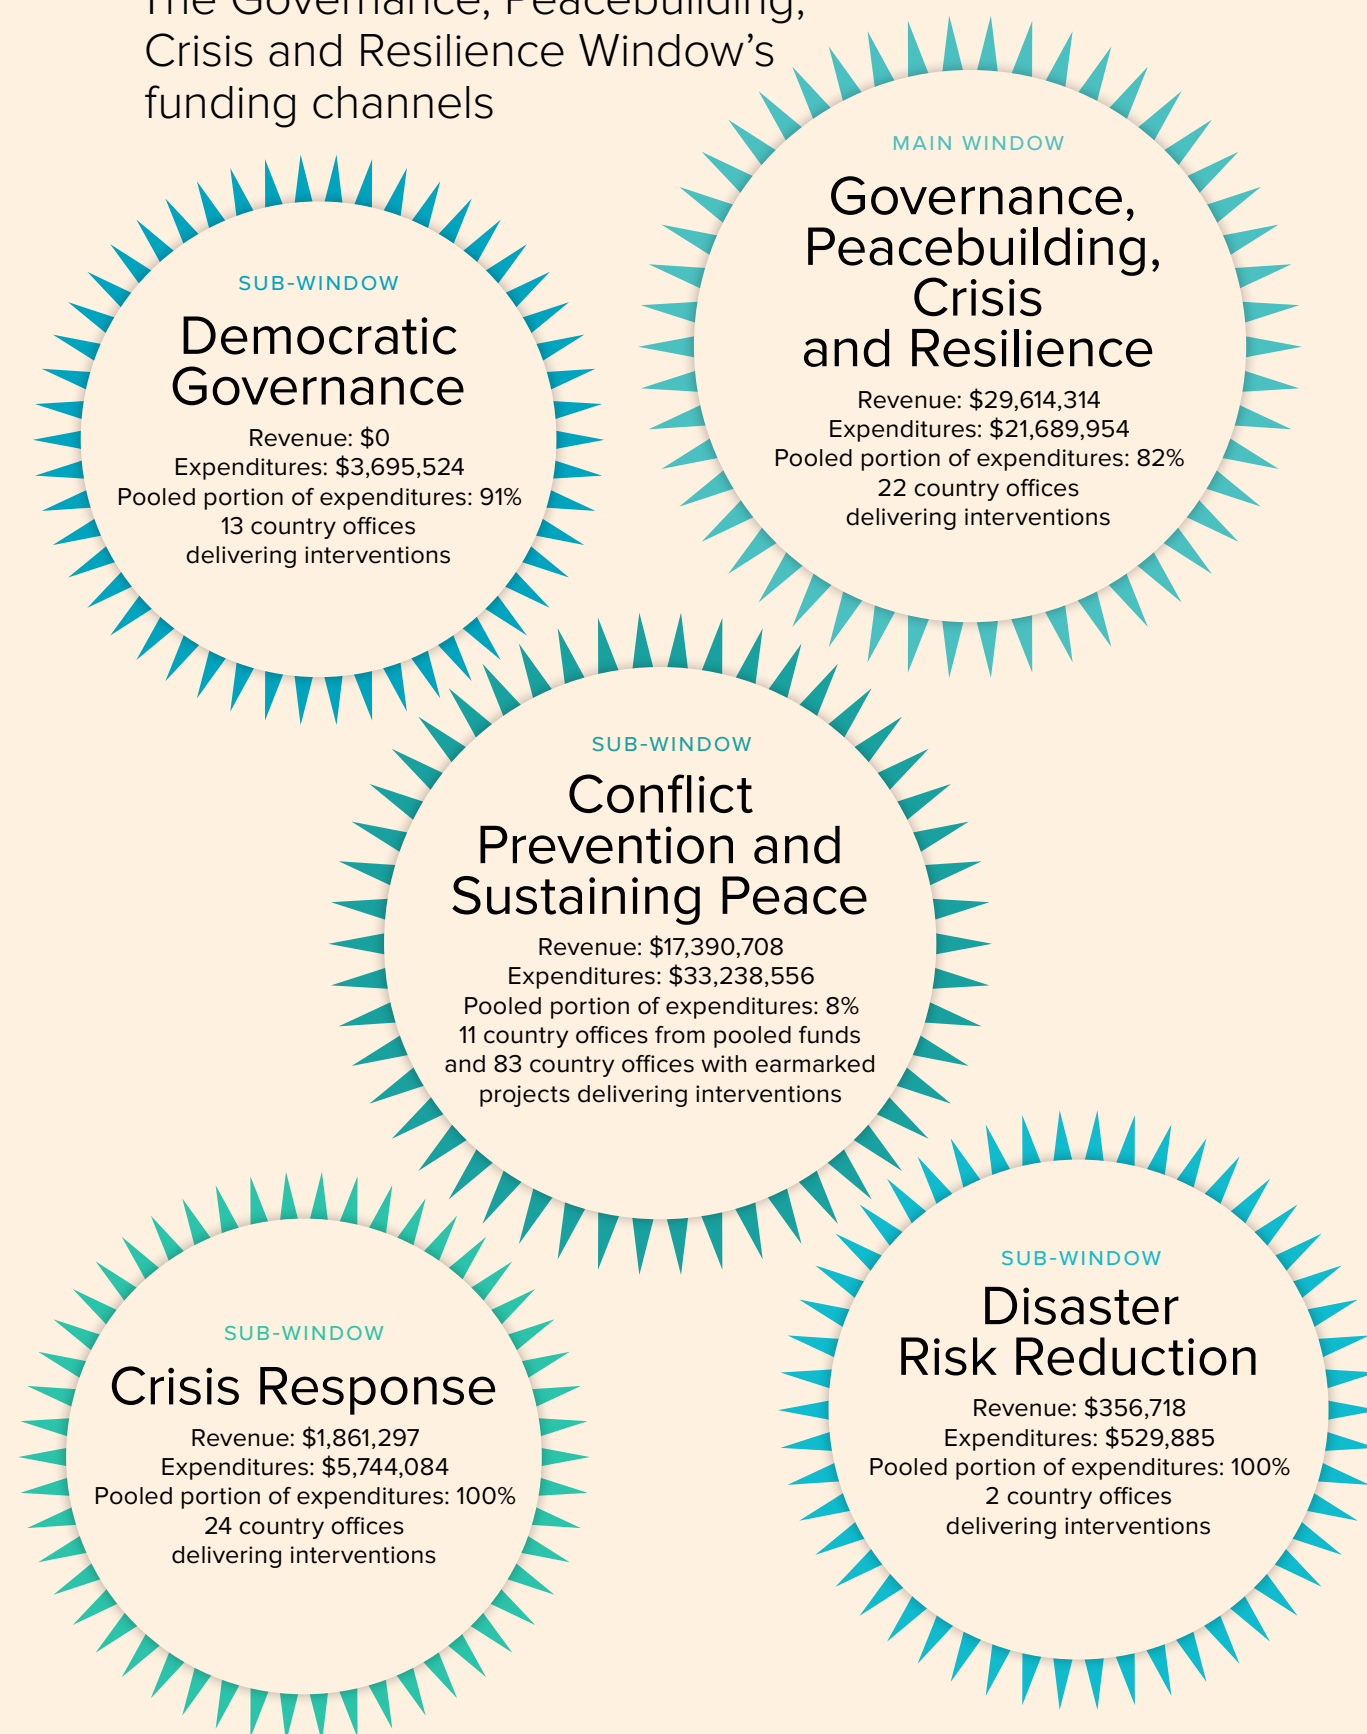 The Governance, Peacebuilding,
Crisis and Resilience Window’s
funding channels
MAIN WINDOW
Governance,
Peacebuilding,
Crisis
and Resilience
Revenue: $29,614,314
Expenditures: $21,689,954
Pooled portion of expenditures: 82%
22 country offices
delivering interventions
SUB-WINDOW
Democratic
Governance
Revenue: $0
Expenditures: $3,695,524
Pooled portion of expenditures: 91%
13 country offices
delivering interventions
SUB-WINDOW
Conflict
Prevention and
Sustaining Peace
Revenue: $17,390,708
Expenditures: $33,238,556
Pooled portion of expenditures: 8%
11 country offices from pooled funds
and 83 country offices with earmarked
projects delivering interventions
SUB-WINDOW
Disaster
Risk Reduction
Revenue: $356,718
Expenditures: $529,885
Pooled portion of expenditures: 100%
2 country offices
delivering interventions
SUB-WINDOW
Crisis Response
Revenue: $1,861,297
Expenditures: $5,744,084
Pooled portion of expenditures: 100%
24 country offices
delivering interventions